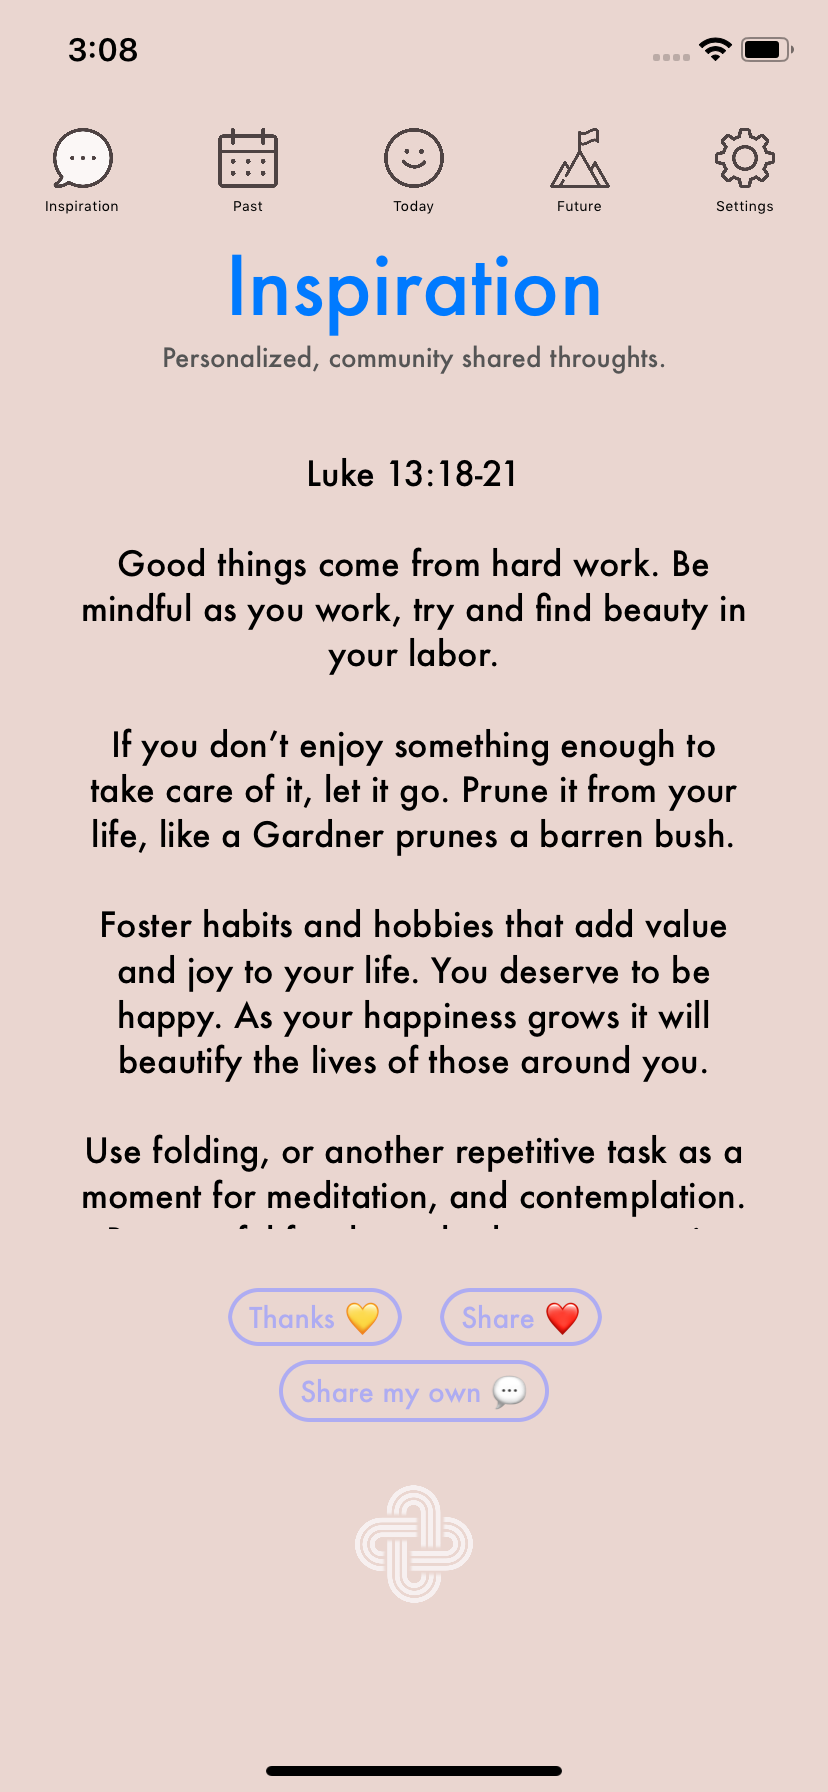 3:08
Inspiration
Past
Today
Future
Settings
Inspiration
Personalized, community shared throughts.
Luke 13:18-21
Good things come from hard work. Be
mindful as you work, try and find beauty in
your labor.
If you don’t enjoy something enough to
take care of it, let it go. Prune it from your
life, like a Gardner prunes a barren bush.
Foster habits and hobbies that add value
and joy to your life. You deserve to be
happy. As your happiness grows it will
beautify the lives of those around you.
Use folding, or another repetitive task as a
moment for meditation, and contemplation.
Thanks 💛
Share ❤️
Share my own 💬